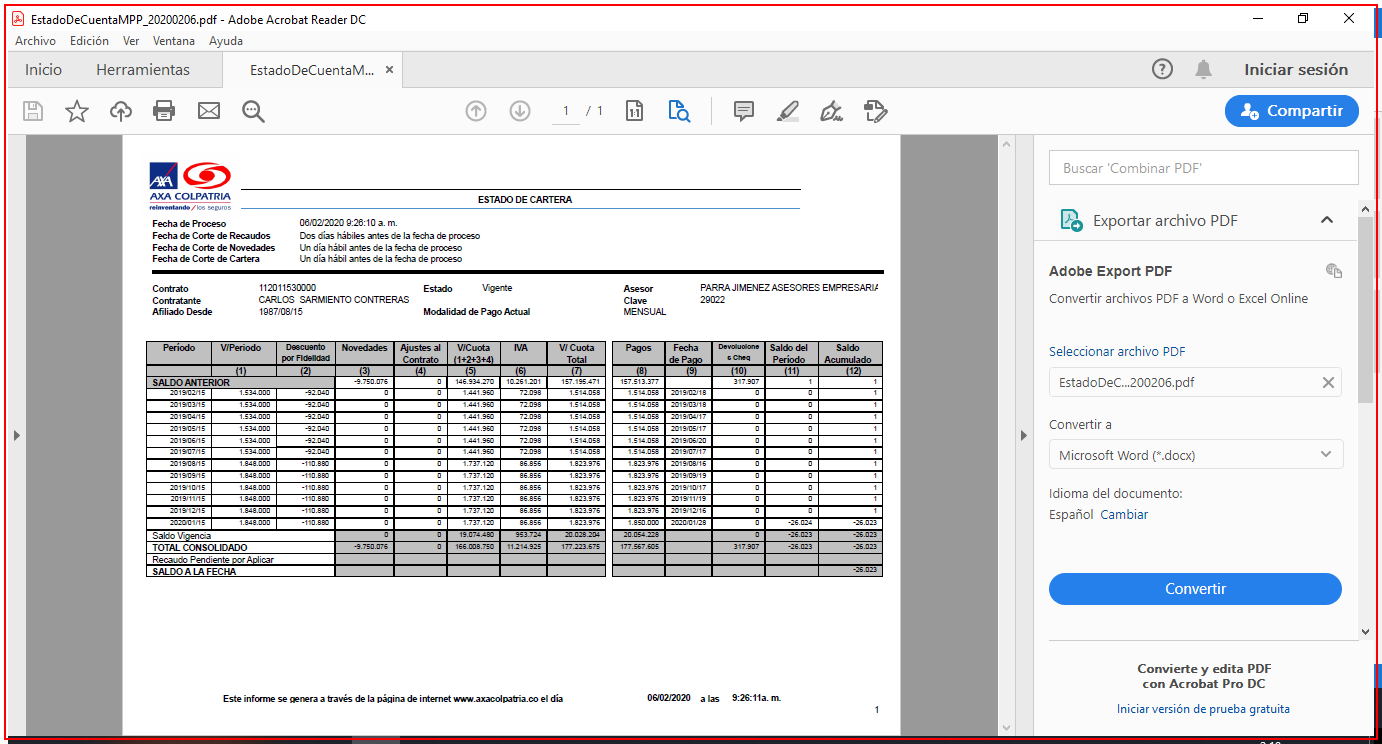 EstadoDeCuentaMPP_20200206.pdf - Adobe Acrobat Reader DC
Archivo Edición Ver Ventana Ayuda
Inicio Herramientas EstadoDeCuentaM... × Iniciar sesión
1 / 1 Compartir
AXA
AXA COLPATRIA
reinventando / los seguros
ESTADO DE CARTERA
Fecha de Proceso 06/02/2020 9:26:10 a. m.
Fecha de Corte de Recaudos Dos días hábiles antes de la fecha de proceso
Fecha de Corte de Novedades Un día hábil antes de la fecha de proceso
Fecha de Corte de Cartera Un día hábil antes de la fecha de proceso
Contrato 112011530000 Estado Vigente Asesor PARRA JIMENEZ ASESORES EMPRESARIA
Contratante CARLOS SARMIENTO CONTRERAS Clave 29022
Afiliado Desde 1987/08/15 Modalidad de Pago Actual MENSUAL
Período V/Periodo Descuento Novedades Ajustes al V/Cuota IVA V/ Cuota Pagos Fecha Devolucione Saldo del Saldo
por Fidelidad Contrato (1+2+3+4) Total de Pago s Cheq Período Acumulado
(1) (2) (3) (4) (5) (6) (7) (8) (9) (10) (11) (12)
SALDO ANTERIOR -9.750.076 0 146.934.270 10.261.201 157.195.471 157.513.377 317.907 1 1
2019/02/15 1.534.000 -92.040 0 0 1.441.960 72.098 1.514.058 1.514.058 2019/02/18 0 0 1
2019/03/15 1.534.000 -92.040 0 0 1.441.960 72.098 1.514.058 1.514.058 2019/03/18 0 0 1
2019/04/15 1.534.000 -92.040 0 0 1.441.960 72.098 1.514.058 1.514.058 2019/04/17 0 0 1
2019/05/15 1.534.000 -92.040 0 0 1.441.960 72.098 1.514.058 1.514.058 2019/05/17 0 0 1
2019/06/15 1.534.000 -92.040 0 0 1.441.960 72.098 1.514.058 1.514.058 2019/06/20 0 0 1
2019/07/15 1.534.000 -92.040 0 0 1.441.960 72.098 1.514.058 1.514.058 2019/07/17 0 0 1
2019/08/15 1.848.000 -110.880 0 0 1.737.120 86.856 1.823.976 1.823.976 2019/08/16 0 0 1
2019/09/15 1.848.000 -110.880 0 0 1.737.120 86.856 1.823.976 1.823.976 2019/09/19 0 0 1
2019/10/15 1.848.000 -110.880 0 0 1.737.120 86.856 1.823.976 1.823.976 2019/10/17 0 0 1
2019/11/15 1.848.000 -110.880 0 0 1.737.120 86.856 1.823.976 1.823.976 2019/11/19 0 0 1
2019/12/15 1.848.000 -110.880 0 0 1.737.120 86.856 1.823.976 1.823.976 2019/12/16 0 0 1
2020/01/15 1.848.000 -110.880 0 0 1.737.120 86.856 1.823.976 1.850.000 2020/01/28 0 -26.024 -26.023
Saldo Vigencia 0 0 19.074.480 953.724 20.028.204 20.054.228 0 -26.023 -26.023
TOTAL CONSOLIDADO -9.750.076 0 166.008.750 11.214.925 177.223.675 177.567.605 317.907 -26.023 -26.023
Recaudo Pendiente por Aplicar
SALDO A LA FECHA -26.023
Este informe se genera a través de la página de internet www.axacolpatria.co el día 06/02/2020 a las 9:26:11a. m.
1
Buscar 'Combinar PDF'
Exportar archivo PDF
Adobe Export PDF
Convertir archivos PDF a Word o Excel Online
Seleccionar archivo PDF
EstadoDeC...200206.pdf
Convertir a
Microsoft Word (*.docx)
Idioma del documento:
Español Cambiar
Convertir
Convierte y edita PDF
con Acrobat Pro DC
Iniciar versión de prueba gratuita